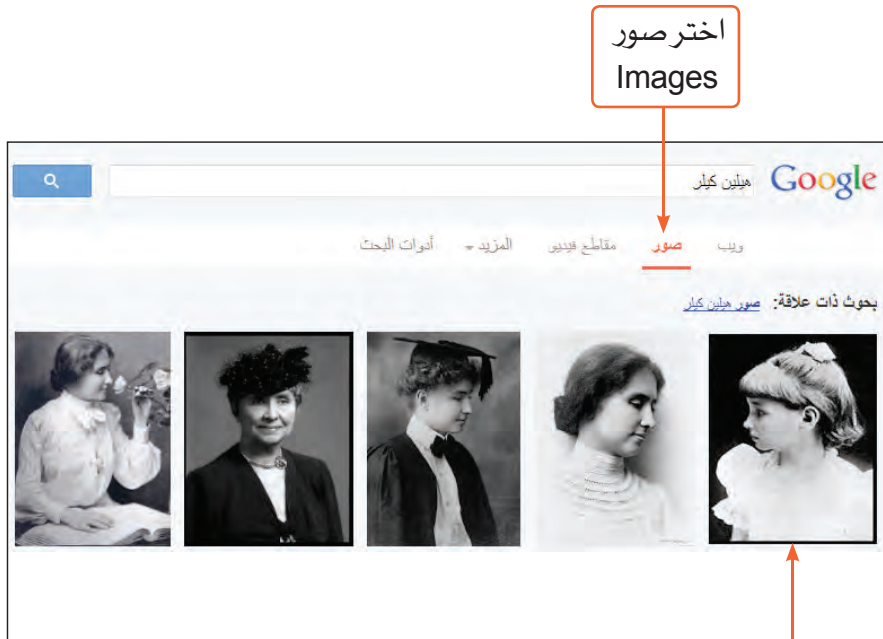 اختر صور
Images
Google هيلين كيلر
ويب صور مقاطع فيديو المزيد أدوات البحث
بحوث ذات علاقة: صور هيلين كيلر